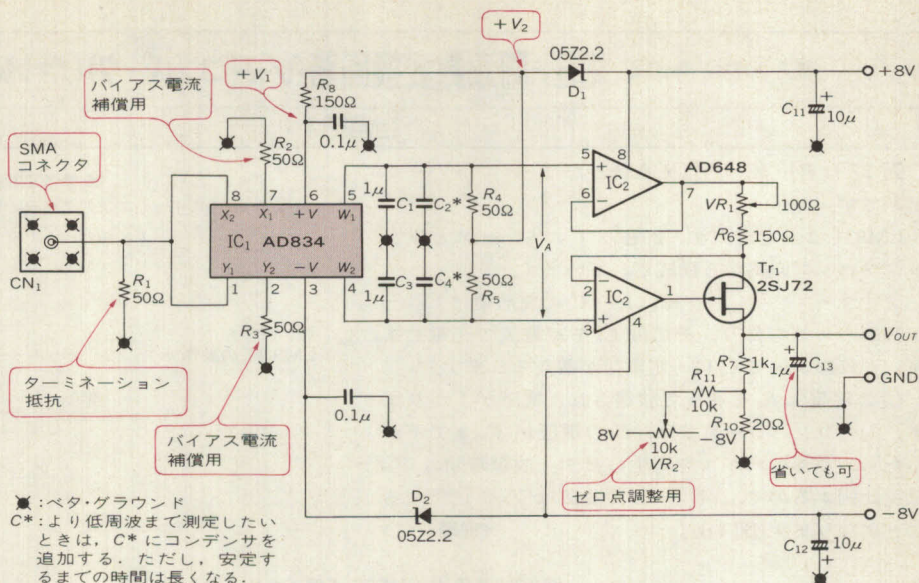 +V2
05Z2.2
D1
+8V
+V1
バイアス電流
補償用
R8
150Ω
0.1μ
C11
10μ
+
SMA
コネクタ
R2
50Ω
CN1
8
7
6
5
X2
X1
+V
W1
IC1 AD834
Y1
Y2
−V
W2
1
2
3
4
1μ
C1
C2*
R4
50Ω
1μ
C3
C4*
50Ω
R5
VA
5
8
+
IC2
6
−
7
AD648
VR1
100Ω
R6
150Ω
2
−
IC2
1
3
+
4
Tr1
2SJ72
R1
50Ω
R3
50Ω
ターミネーション
抵抗
バイアス電流
補償用
0.1μ
VOUT
R7
1k
1μ
+
C13
GND
R11
10k
R10
20Ω
8V
−8V
10k
VR2
ゼロ点調整用
省いても可
D2
05Z2.2
−8V
C12
10μ
+
:ベタ・グラウンド
C*:より低周波まで測定したい
ときは，C*にコンデンサを
追加する．ただし，安定す
るまでの時間は長くなる．